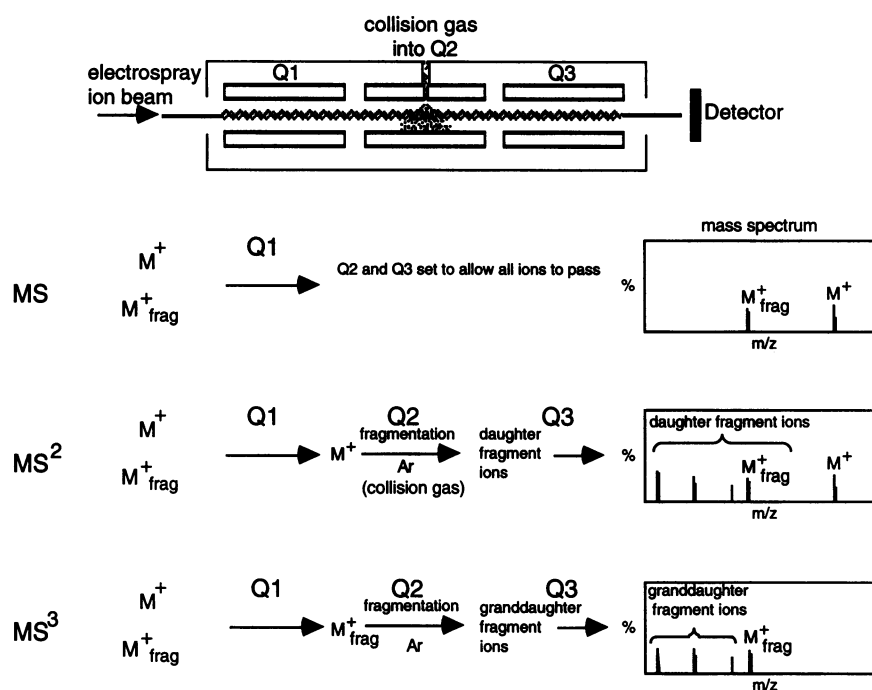 collision gas
into Q2
electrospray
ion beam
Q1
Q3
Detector
MS
M+
M+frag
Q1
Q2 and Q3 set to allow all ions to pass
mass spectrum
%
M+frag
M+
m/z
MS2
M+
M+frag
Q1
M+
Q2
fragmentation
Ar
(collision gas)
daughter
fragment
ions
Q3
%
daughter fragment ions
M+frag
M+
m/z
MS3
M+
M+frag
Q1
M+frag
Q2
fragmentation
Ar
granddaughter
fragment
ions
Q3
%
granddaughter
fragment ions
M+frag
m/z